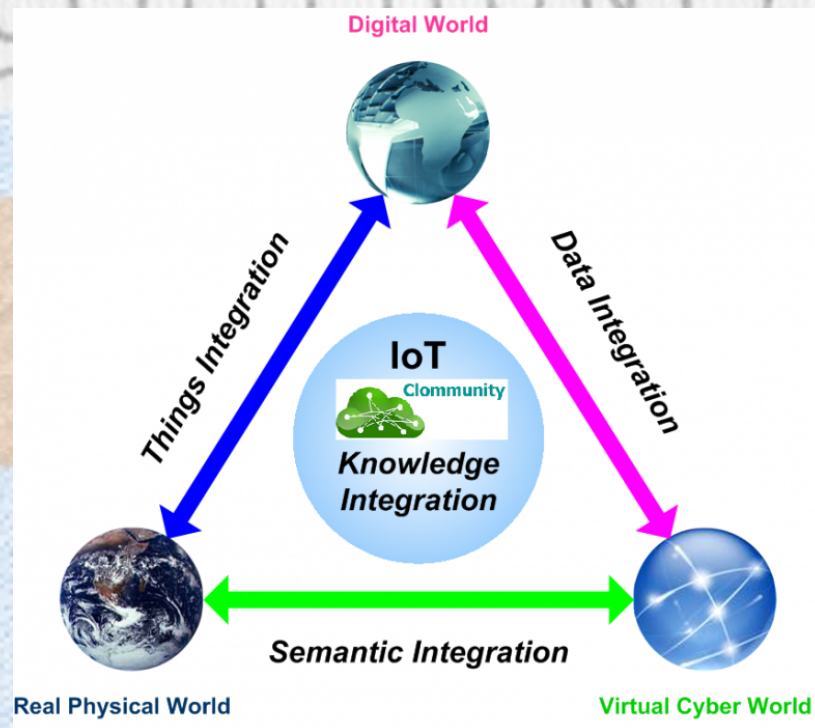 Digital World
Things Integration
Data Integration
IoT
Clommunity
Knowledge
Integration
Semantic Integration
Real Physical World
Virtual Cyber World